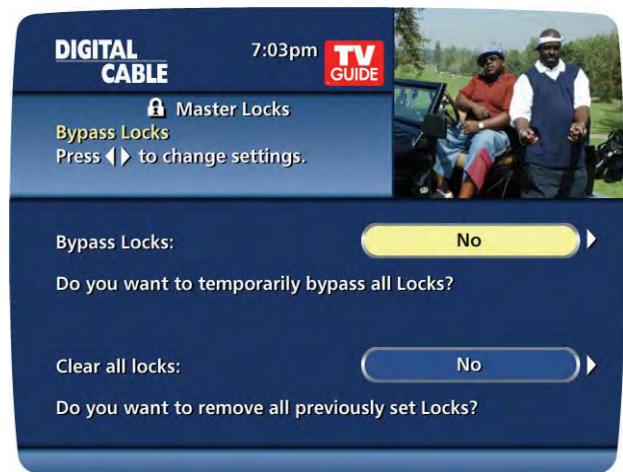 DIGITAL
CABLE
7:03pm
TV
GUIDE
Master Locks
Bypass Locks
Press to change settings.
Bypass Locks:
No
Do you want to temporarily bypass all Locks?
Clear all locks:
No
Do you want to remove all previously set Locks?